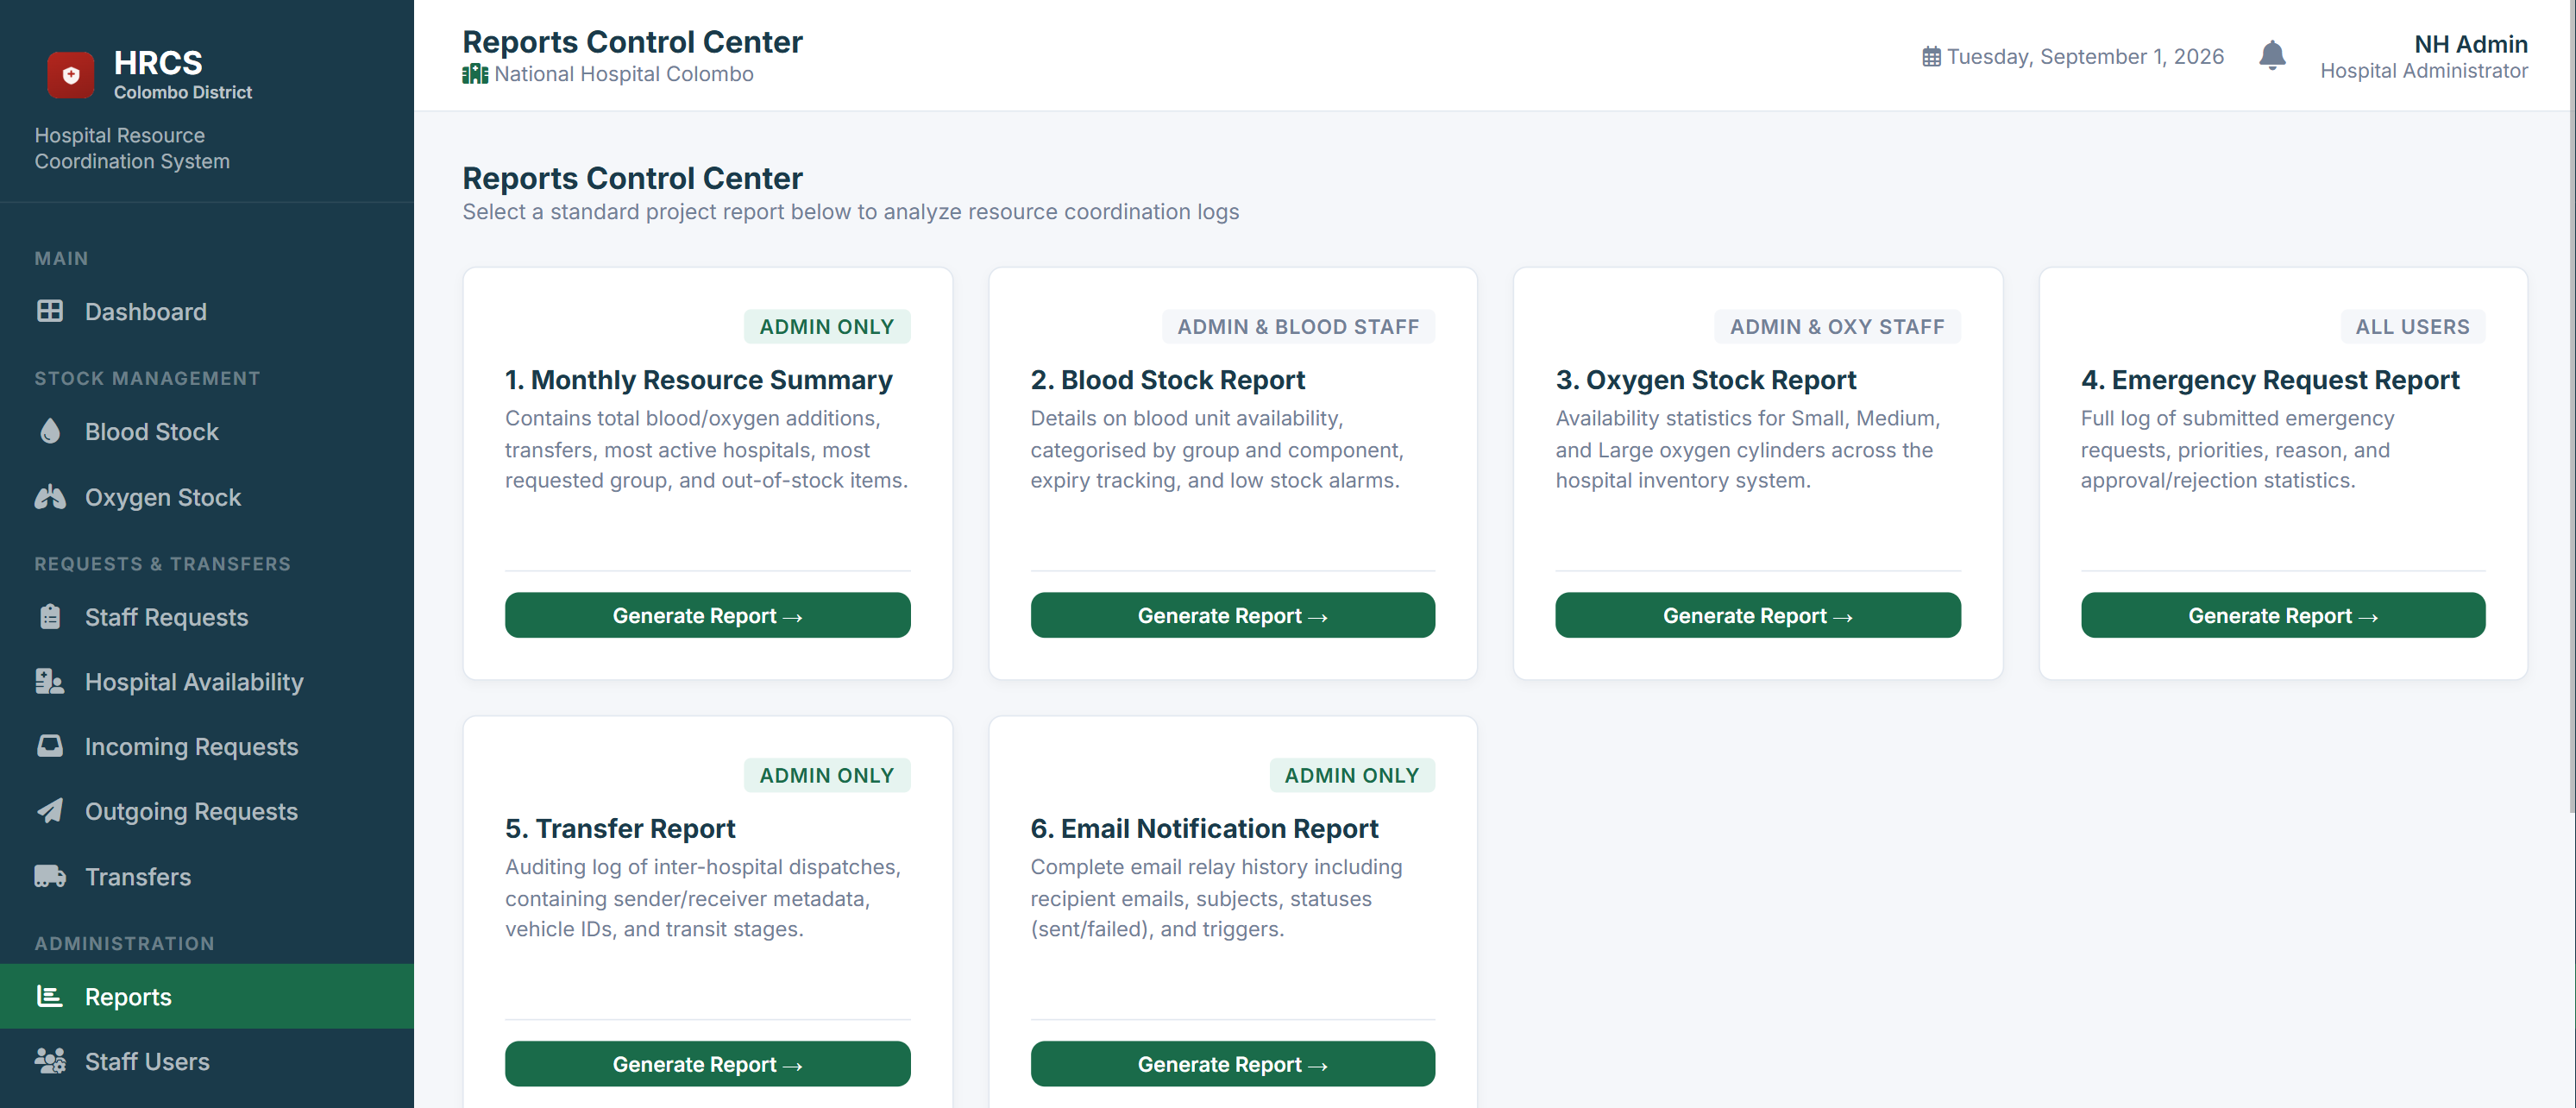 HRCS
Colombo District
Hospital Resource
Coordination System
MAIN
Dashboard
STOCK MANAGEMENT
Blood Stock
Oxygen Stock
REQUESTS & TRANSFERS
Staff Requests
Hospital Availability
Incoming Requests
Outgoing Requests
Transfers
ADMINISTRATION
Reports
Staff Users
Reports Control Center
National Hospital Colombo
Tuesday, September 1, 2026
NH Admin
Hospital Administrator
Reports Control Center
Select a standard project report below to analyze resource coordination logs
ADMIN ONLY
1. Monthly Resource Summary
Contains total blood/oxygen additions,
transfers, most active hospitals, most
requested group, and out-of-stock items.
Generate Report →
ADMIN & BLOOD STAFF
2. Blood Stock Report
Details on blood unit availability,
categorised by group and component,
expiry tracking, and low stock alarms.
Generate Report →
ADMIN & OXY STAFF
3. Oxygen Stock Report
Availability statistics for Small, Medium,
and Large oxygen cylinders across the
hospital inventory system.
Generate Report →
ALL USERS
4. Emergency Request Report
Full log of submitted emergency
requests, priorities, reason, and
approval/rejection statistics.
Generate Report →
ADMIN ONLY
5. Transfer Report
Auditing log of inter-hospital dispatches,
containing sender/receiver metadata,
vehicle IDs, and transit stages.
Generate Report →
ADMIN ONLY
6. Email Notification Report
Complete email relay history including
recipient emails, subjects, statuses
(sent/failed), and triggers.
Generate Report →